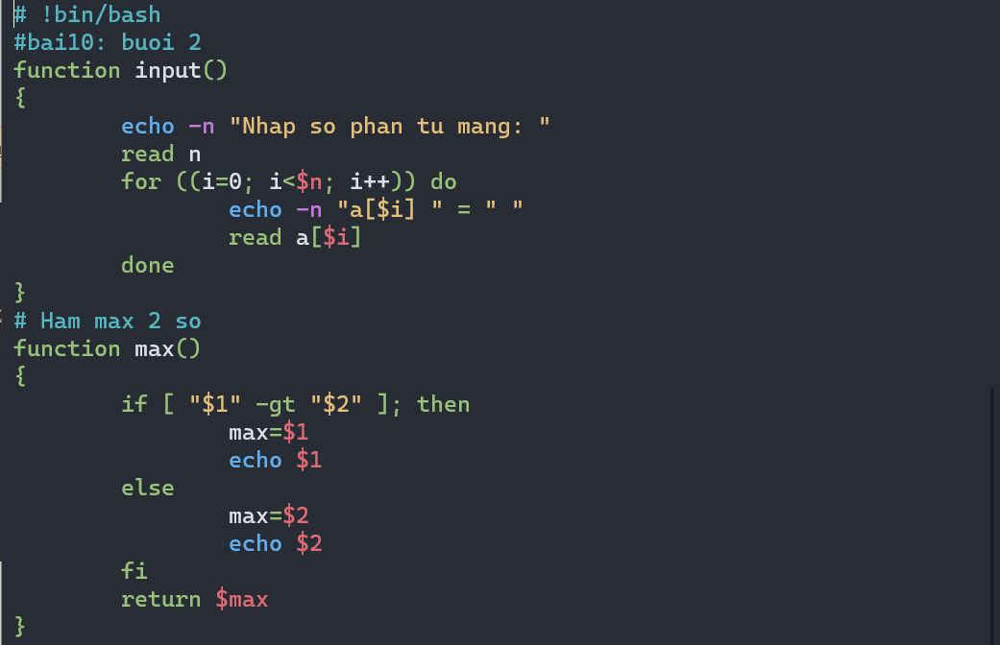 # !bin/bash
#bai10: buoi 2
function input()
{
        echo -n "Nhap so phan tu mang: "
        read n
        for ((i=0; i<$n; i++)) do
                echo -n "a[$i] " = " "
                read a[$i]
        done
}
# Ham max 2 so
function max()
{
        if [ "$1" -gt "$2" ]; then
                max=$1
                echo $1
        else
                max=$2
                echo $2
        fi
        return $max
}